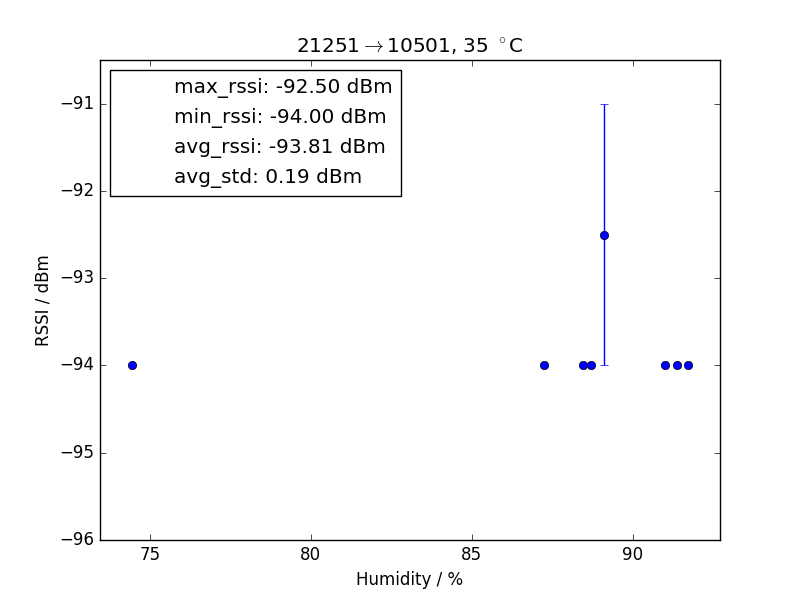 21251→10501, 35 °C
max_rssi: -92.50 dBm
min_rssi: -94.00 dBm
avg_rssi: -93.81 dBm
avg_std: 0.19 dBm
RSSI / dBm
−91
−92
−93
−94
−95
−96
75 80 85 90
Humidity / %